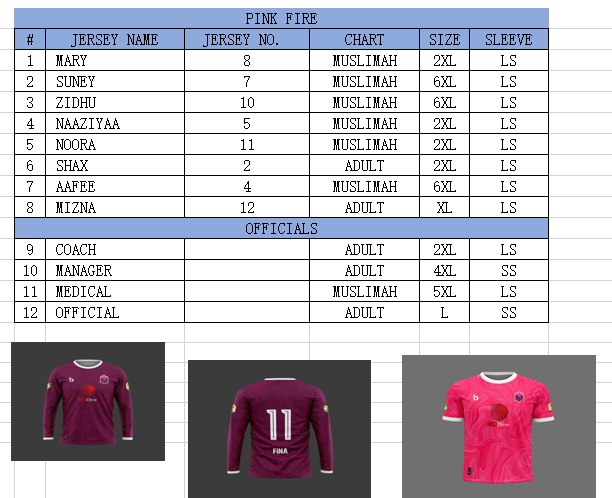 PINK FIRE
# JERSEY NAME JERSEY NO. CHART SIZE SLEEVE
1 MARY 8 MUSLIMAH 2XL LS
2 SUNEY 7 MUSLIMAH 6XL LS
3 ZIDHU 10 MUSLIMAH 6XL LS
4 NAAZIYAA 5 MUSLIMAH 2XL LS
5 NOORA 11 MUSLIMAH 2XL LS
6 SHAX 2 ADULT 2XL LS
7 AAFEE 4 MUSLIMAH 6XL LS
8 MIZNA 12 ADULT XL LS
OFFICIALS
9 COACH ADULT 2XL LS
10 MANAGER ADULT 4XL SS
11 MEDICAL MUSLIMAH 5XL LS
12 OFFICIAL ADULT L SS
11
FINA